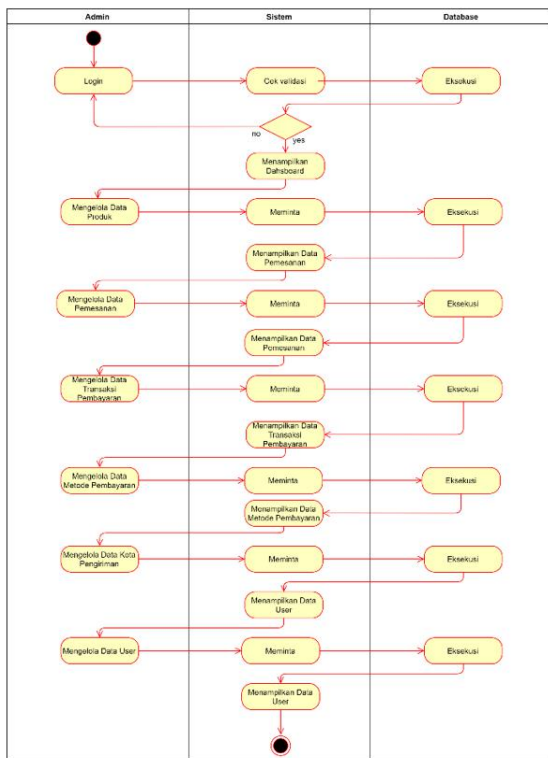 Admin
Sistem
Database
Login
Cek validasi
Eksekusi
no
yes
Menampilkan
Dahsboard
Mengelola Data
Produk
Meminta
Eksekusi
Menampilkan Data
Pemesanan
Mengelola Data
Pemesanan
Meminta
Eksekusi
Menampilkan Data
Pemesanan
Mengelola Data
Transaksi
Pembayaran
Meminta
Eksekusi
Menampilkan Data
Transaksi
Pembayaran
Mengelola Data
Metode Pembayaran
Meminta
Eksekusi
Menampilkan Data
Metode Pembayaran
Mengelola Data Kota
Pengiriman
Meminta
Eksekusi
Menampilkan Data
User
Mengelola Data User
Meminta
Eksekusi
Menampilkan Data
User